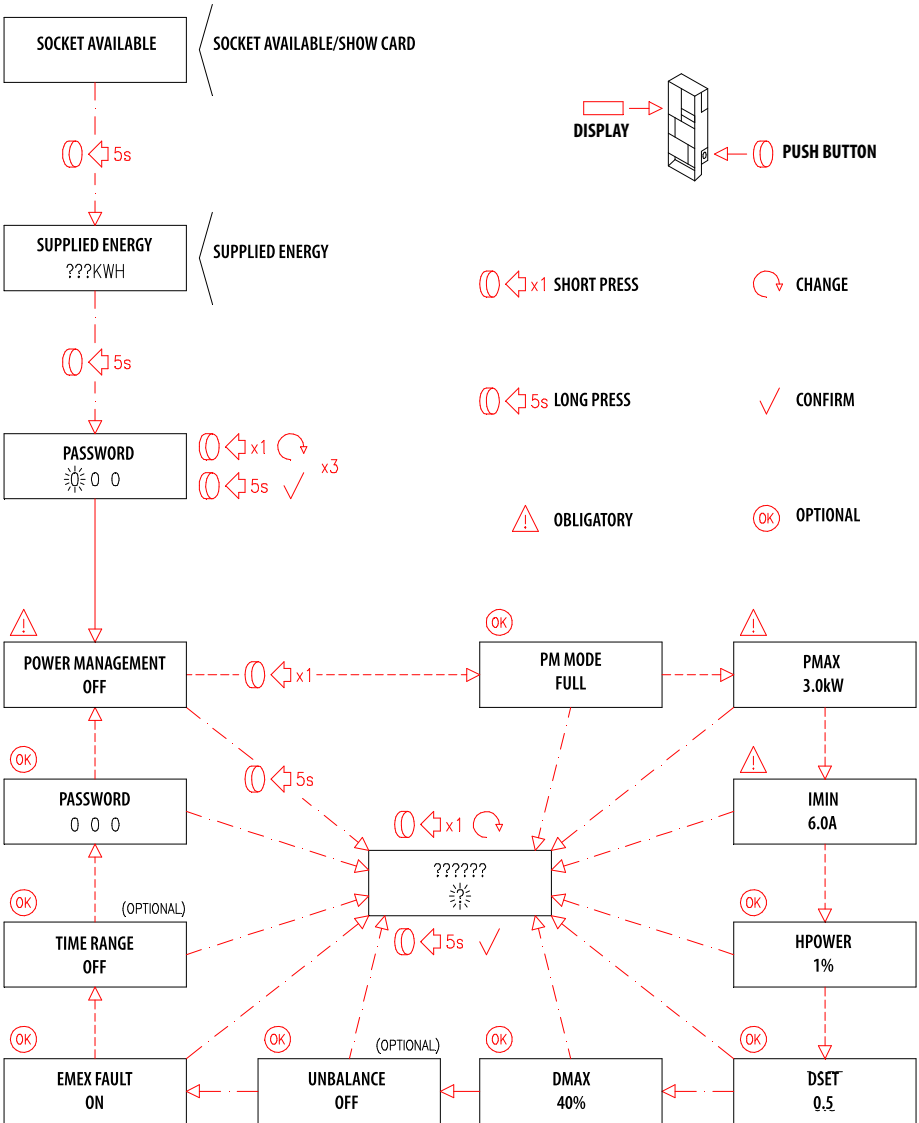 SOCKET AVAILABLE
SOCKET AVAILABLE/SHOW CARD
DISPLAY
PUSH BUTTON
5s
SUPPLIED ENERGY
???KWH
SUPPLIED ENERGY
x1 SHORT PRESS
CHANGE
5s
5s LONG PRESS
CONFIRM
PASSWORD
0 0 0
x1
x3
5s
OBLIGATORY
OK OPTIONAL
!
POWER MANAGEMENT
OFF
x1
OK
PM MODE
FULL
!
PMAX
3.0kW
OK
PASSWORD
0 0 0
5s
!
IMIN
6.0A
x1
??????
?
5s
OK
(OPTIONAL)
TIME RANGE
OFF
OK
HPOWER
1%
OK
EMEX FAULT
ON
OK
(OPTIONAL)
UNBALANCE
OFF
OK
DMAX
40%
OK
DSET
0.5